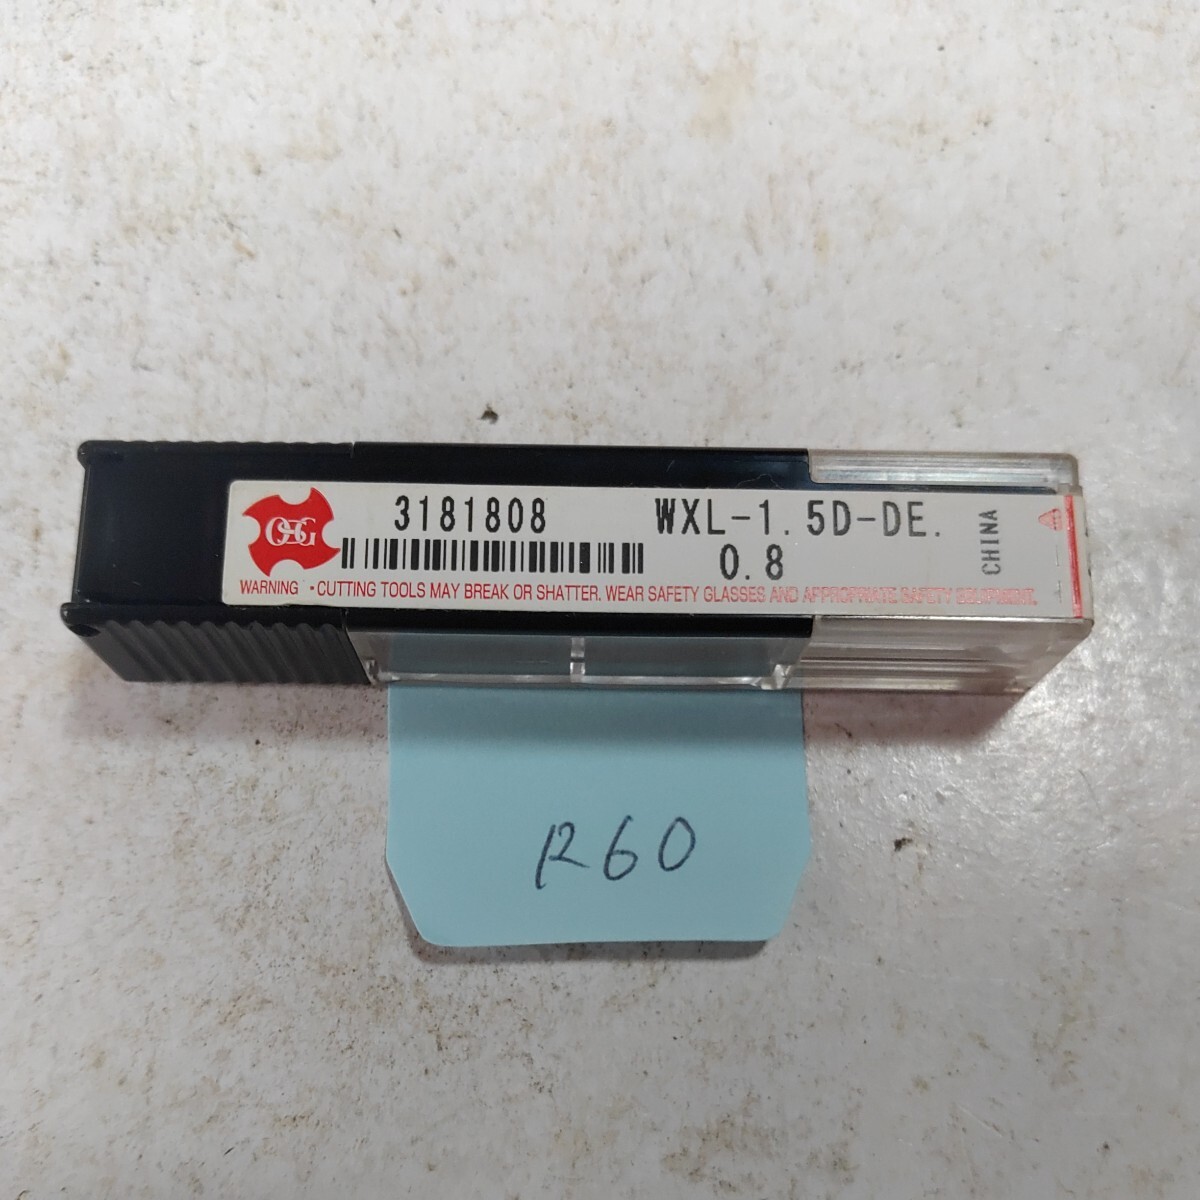 OSG
3181808
WXL-1.5D-DE.
0.8
CHINA
WARNING ・CUTTING TOOLS MAY BREAK OR SHATTER. WEAR SAFETY GLASSES AND APPROPRIATE SAFETY EQUIPMENT.
R60